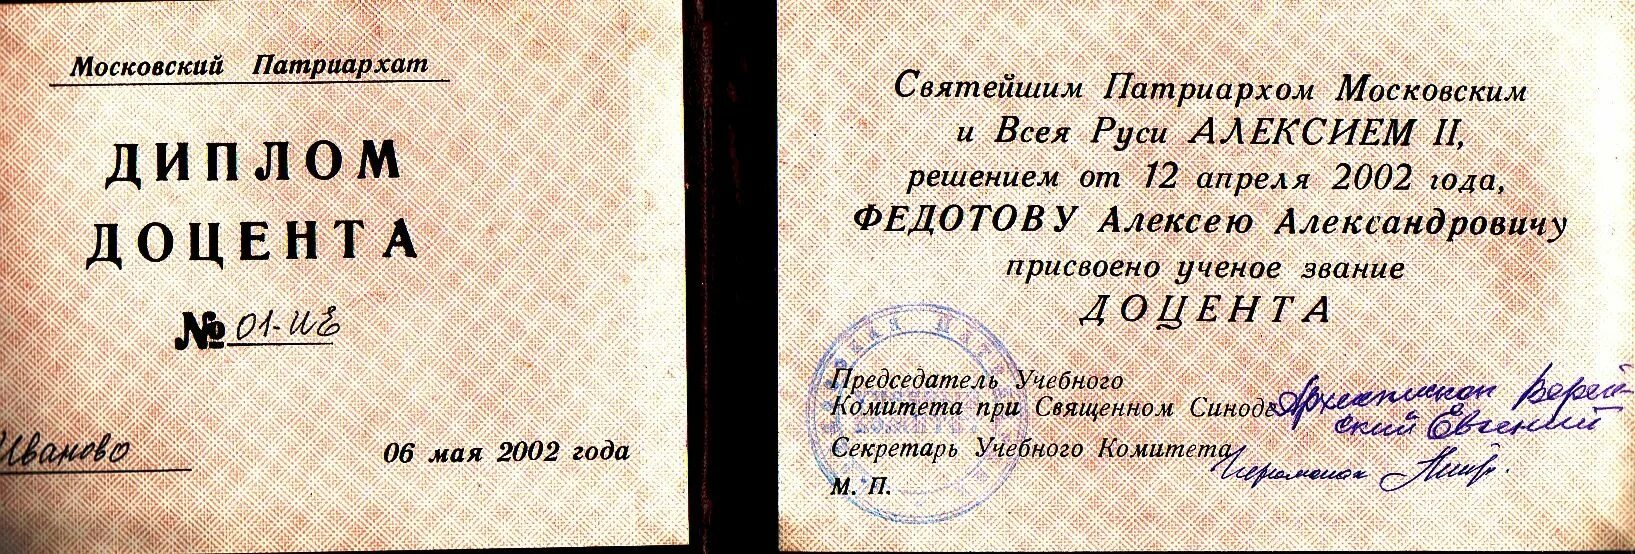 Московский Патриархат
ДИПЛОМ
ДОЦЕНТА
№ 01-ИЕ
Иваново
06 мая 2002 года
Святейшим Патриархом Московским
и Всея Руси АЛЕКСИЕМ II,
решением от 12 апреля 2002 года,
ФЕДОТОВУ Алексею Александровичу
присвоено ученое звание
ДОЦЕНТА
Председатель Учебного
Комитета при Священном Синоде Архиепископ Верей-
ский Евгений
Секретарь Учебного Комитета Иеромонах
М. П.